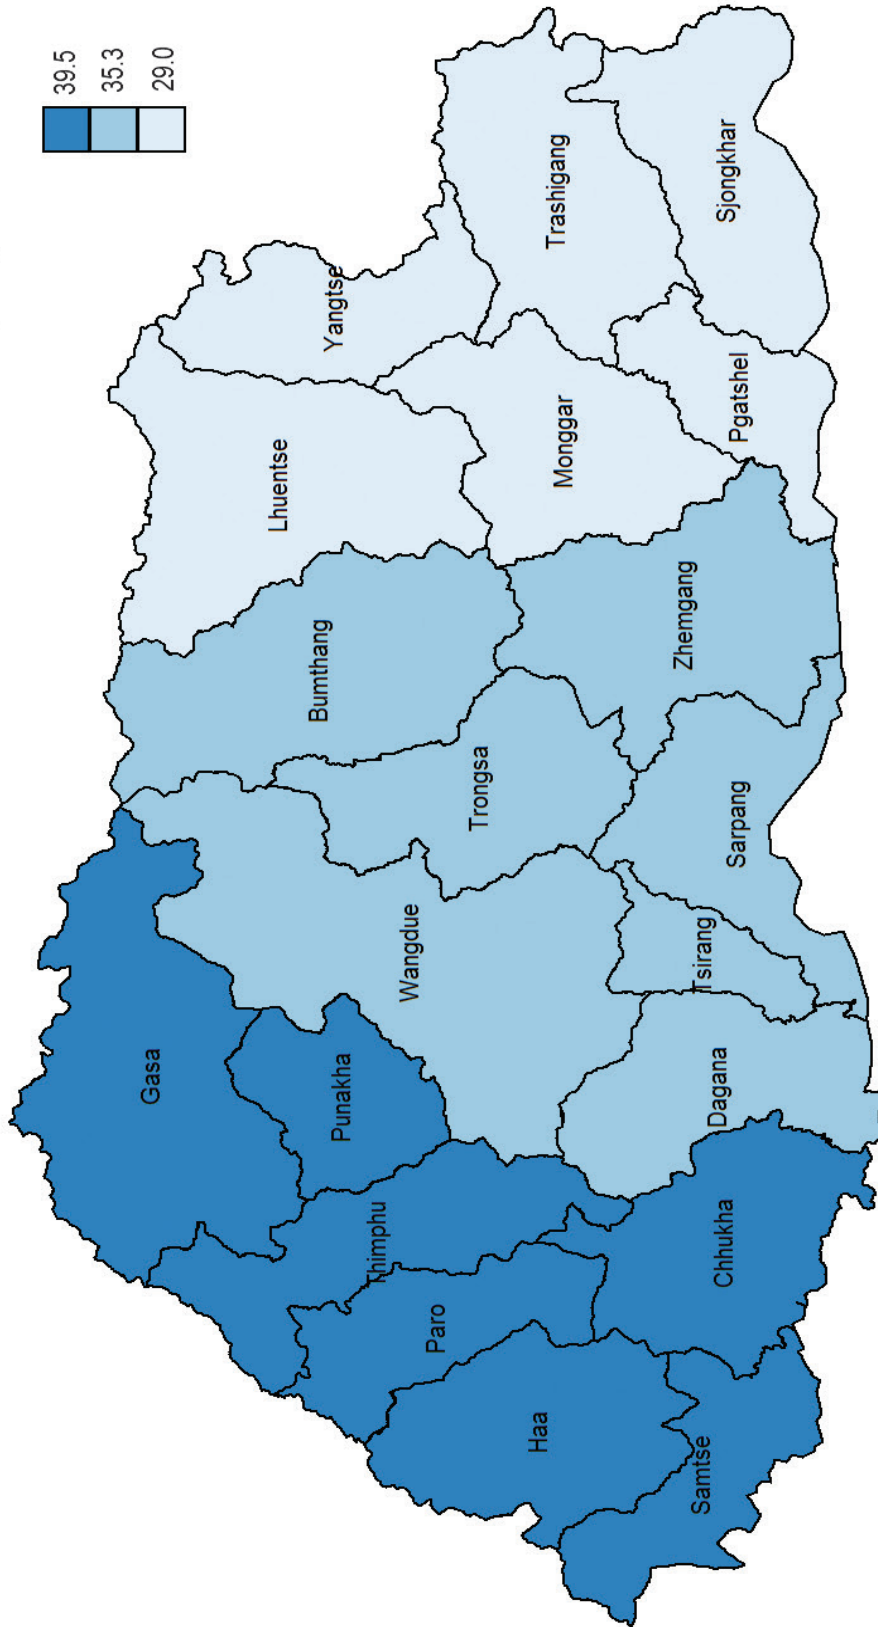 39.5
35.3
29.0
Gasa
Punakha
Thimphu
Paro
Haa
Samtse
Chhukha
Wangdue
Dagana
Tsirang
Sarpang
Trongsa
Bumthang
Zhemgang
Lhuentse
Yangtse
Monggar
Trashigang
Pgatshel
Sjongkhar